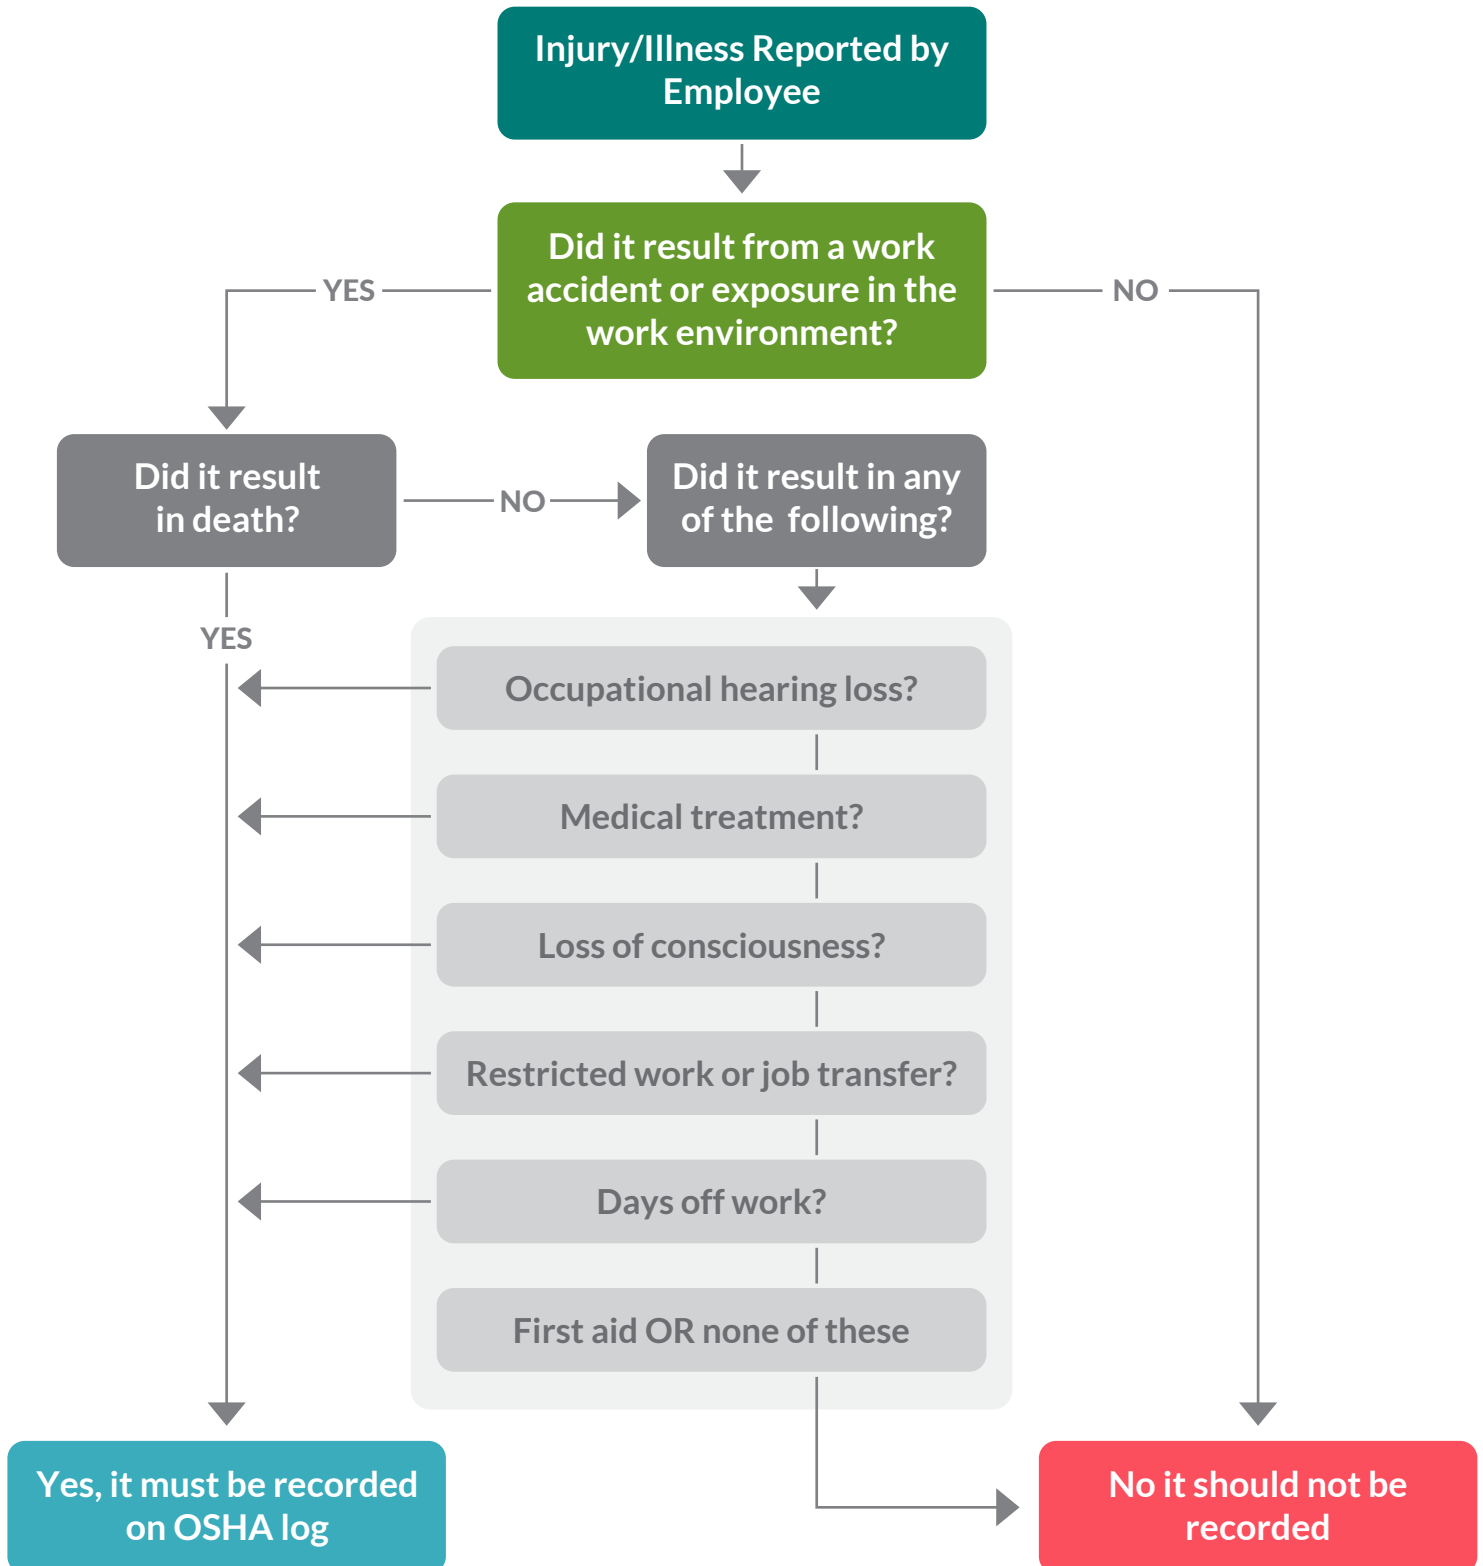 Injury/Illness Reported by
Employee
Did it result from a work
accident or exposure in the
work environment?
YES
NO
Did it result
in death?
NO
Did it result in any
of the following?
YES
Occupational hearing loss?
Medical treatment?
Loss of consciousness?
Restricted work or job transfer?
Days off work?
First aid OR none of these
Yes, it must be recorded
on OSHA log
No it should not be
recorded